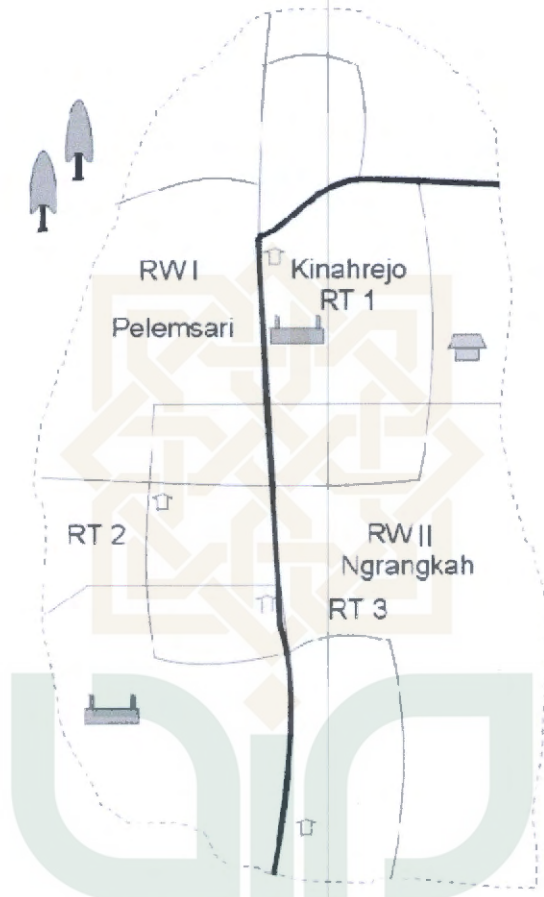 RW I
Kinahrejo
RT 1
Pelemsari
RT 2
RW II
Ngrangkah
RT 3